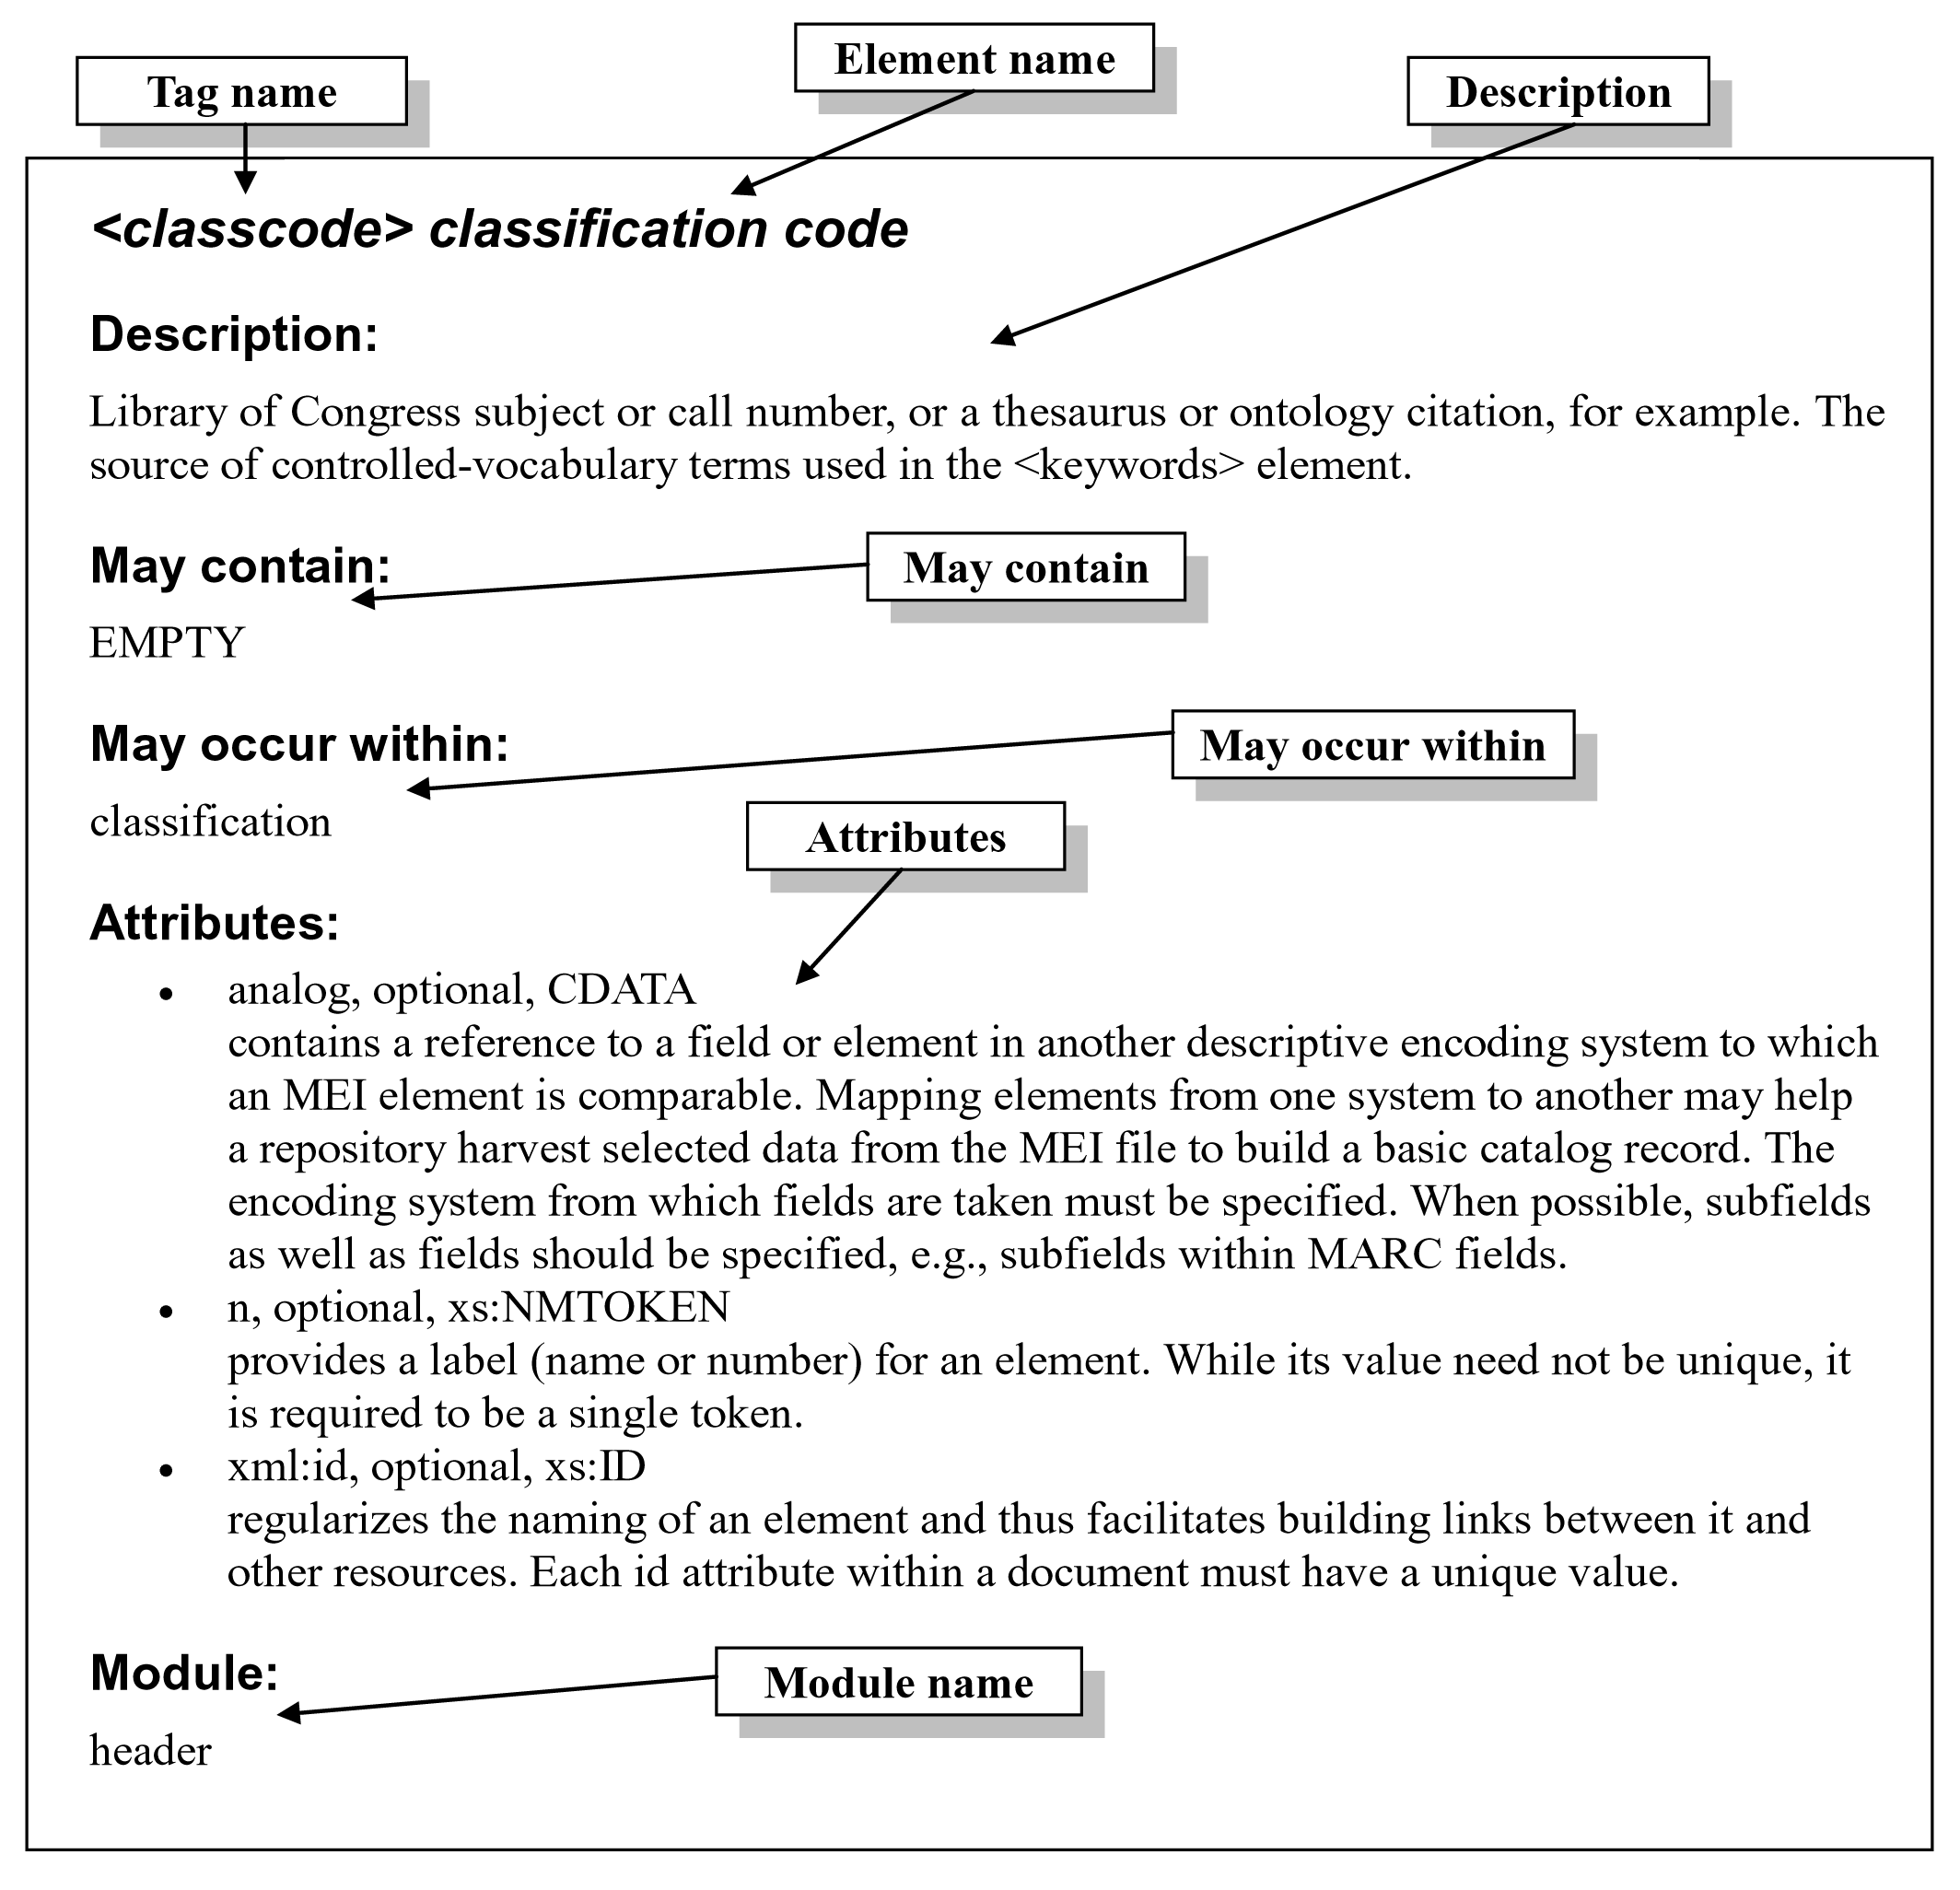 Tag name
Element name
Description
<classcode> classification code
Description:
Library of Congress subject or call number, or a thesaurus or ontology citation, for example. The
source of controlled-vocabulary terms used in the <keywords> element.
May contain:
May contain
EMPTY
May occur within:
May occur within
classification
Attributes
Attributes:
• analog, optional, CDATA
contains a reference to a field or element in another descriptive encoding system to which
an MEI element is comparable. Mapping elements from one system to another may help
a repository harvest selected data from the MEI file to build a basic catalog record. The
encoding system from which fields are taken must be specified. When possible, subfields
as well as fields should be specified, e.g., subfields within MARC fields.
• n, optional, xs:NMTOKEN
provides a label (name or number) for an element. While its value need not be unique, it
is required to be a single token.
• xml:id, optional, xs:ID
regularizes the naming of an element and thus facilitates building links between it and
other resources. Each id attribute within a document must have a unique value.
Module:
Module name
header